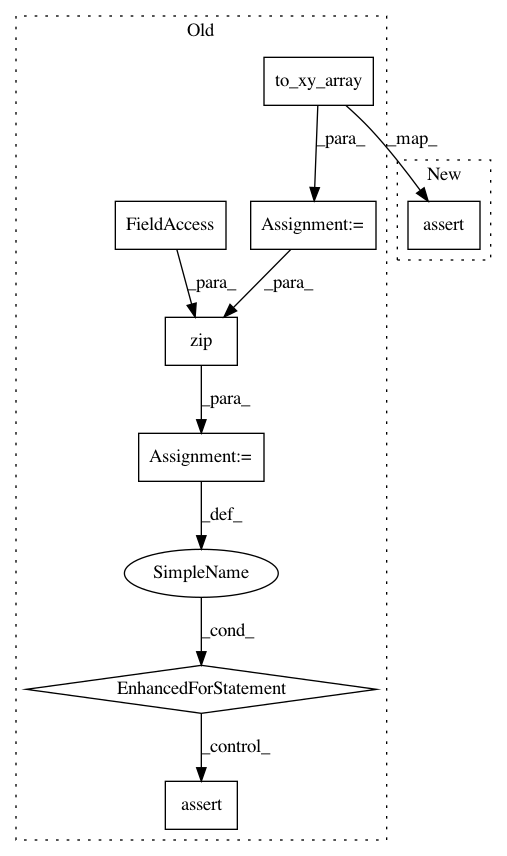 Old
to_xy_array
_para_
_map_
New
FieldAccess
Assignment:=
assert
_para_
_para_
zip
_para_
Assignment:=
_def_
SimpleName
_cond_
EnhancedForStatement
_control_
assert